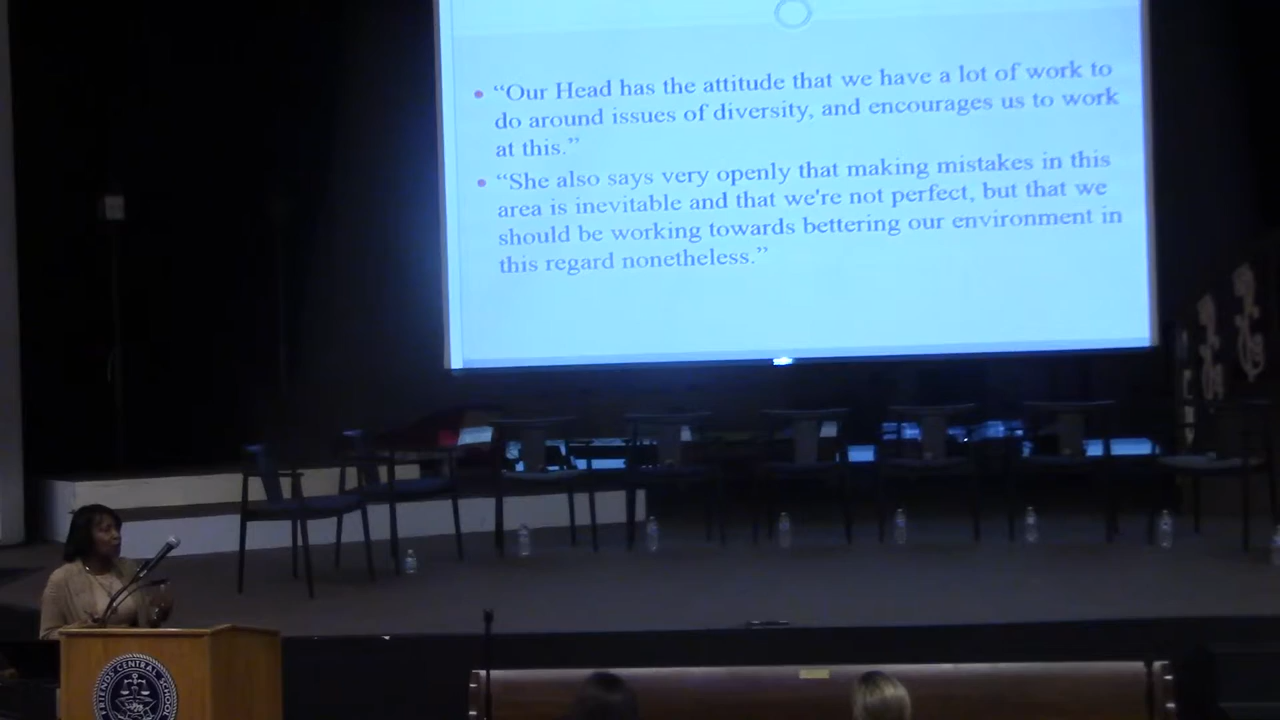 “Our Head has the attitude that we have a lot of work to
do around issues of diversity, and encourages us to work
at this.”
“She also says very openly that making mistakes in this
area is inevitable and that we're not perfect, but that we
should be working towards bettering our environment in
this regard nonetheless.”
FRIENDS CENTRAL SCHOOL